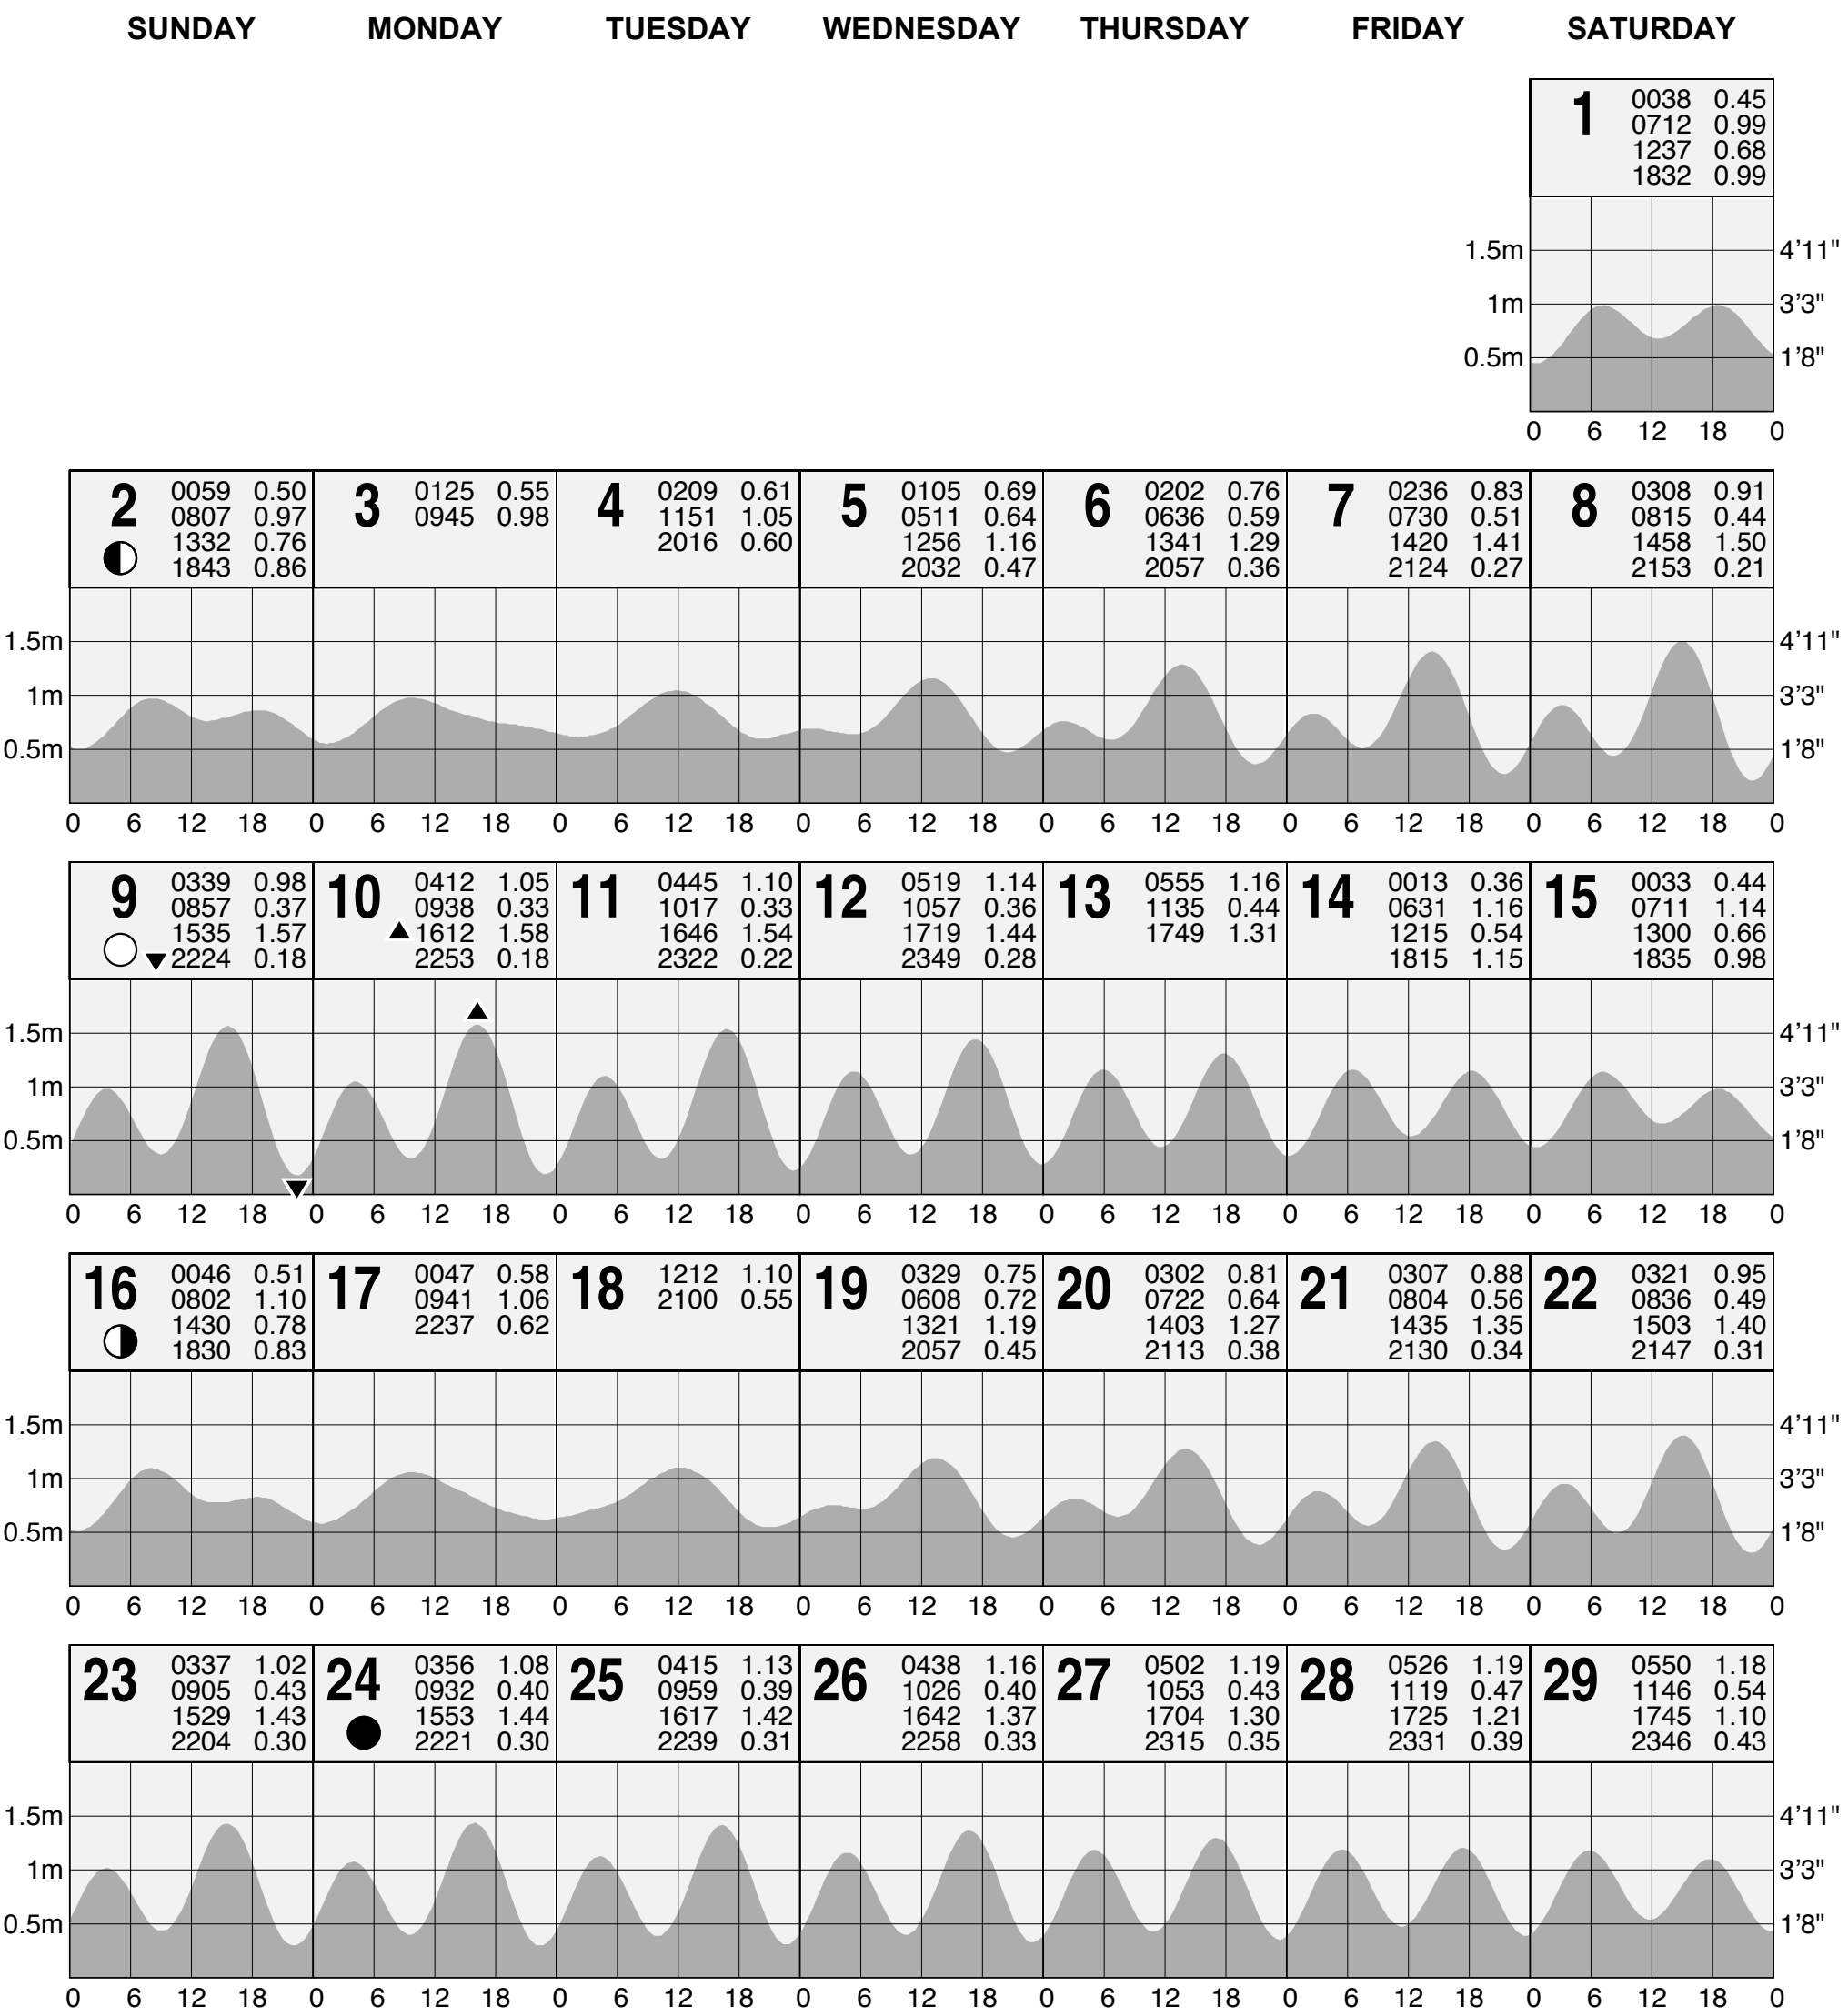 SUNDAY MONDAY TUESDAY WEDNESDAY THURSDAY FRIDAY SATURDAY
1 0038 0.45
0712 0.99
1237 0.68
1832 0.99
1.5m 4'11"
1m 3'3"
0.5m 1'8"
0 6 12 18 0
2 0059 0.50 3 0125 0.55 4 0209 0.61 5 0105 0.69 6 0202 0.76 7 0236 0.83 8 0308 0.91
0807 0.97 0945 0.98 1151 1.05 0511 0.64 0636 0.59 0730 0.51 0815 0.44
1332 0.76 2016 0.60 1256 1.16 1341 1.29 1420 1.41 1458 1.50
1843 0.86 2032 0.47 2057 0.36 2124 0.27 2153 0.21
1.5m 4'11"
1m 3'3"
0.5m 1'8"
0 6 12 18 0 6 12 18 0 6 12 18 0 6 12 18 0 6 12 18 0 6 12 18 0 6 12 18 0
9 0339 0.98 10 0412 1.05 11 0445 1.10 12 0519 1.14 13 0555 1.16 14 0013 0.36 15 0033 0.44
0857 0.37 0938 0.33 1017 0.33 1057 0.36 1135 0.44 0631 1.16 0711 1.14
1535 1.57 1612 1.58 1646 1.54 1719 1.44 1749 1.31 1215 0.54 1300 0.66
2224 0.18 2253 0.18 2322 0.22 2349 0.28 1815 1.15 1835 0.98
1.5m 4'11"
1m 3'3"
0.5m 1'8"
0 6 12 18 0 6 12 18 0 6 12 18 0 6 12 18 0 6 12 18 0 6 12 18 0 6 12 18 0
16 0046 0.51 17 0047 0.58 18 1212 1.10 19 0329 0.75 20 0302 0.81 21 0307 0.88 22 0321 0.95
0802 1.10 0941 1.06 2100 0.55 0608 0.72 0722 0.64 0804 0.56 0836 0.49
1430 0.78 2237 0.62 1321 1.19 1403 1.27 1435 1.35 1503 1.40
1830 0.83 2057 0.45 2113 0.38 2130 0.34 2147 0.31
1.5m 4'11"
1m 3'3"
0.5m 1'8"
0 6 12 18 0 6 12 18 0 6 12 18 0 6 12 18 0 6 12 18 0 6 12 18 0 6 12 18 0
23 0337 1.02 24 0356 1.08 25 0415 1.13 26 0438 1.16 27 0502 1.19 28 0526 1.19 29 0550 1.18
0905 0.43 0932 0.40 0959 0.39 1026 0.40 1053 0.43 1119 0.47 1146 0.54
1529 1.43 1553 1.44 1617 1.42 1642 1.37 1704 1.30 1725 1.21 1745 1.10
2204 0.30 2221 0.30 2239 0.31 2258 0.33 2315 0.35 2331 0.39 2346 0.43
1.5m 4'11"
1m 3'3"
0.5m 1'8"
0 6 12 18 0 6 12 18 0 6 12 18 0 6 12 18 0 6 12 18 0 6 12 18 0 6 12 18 0